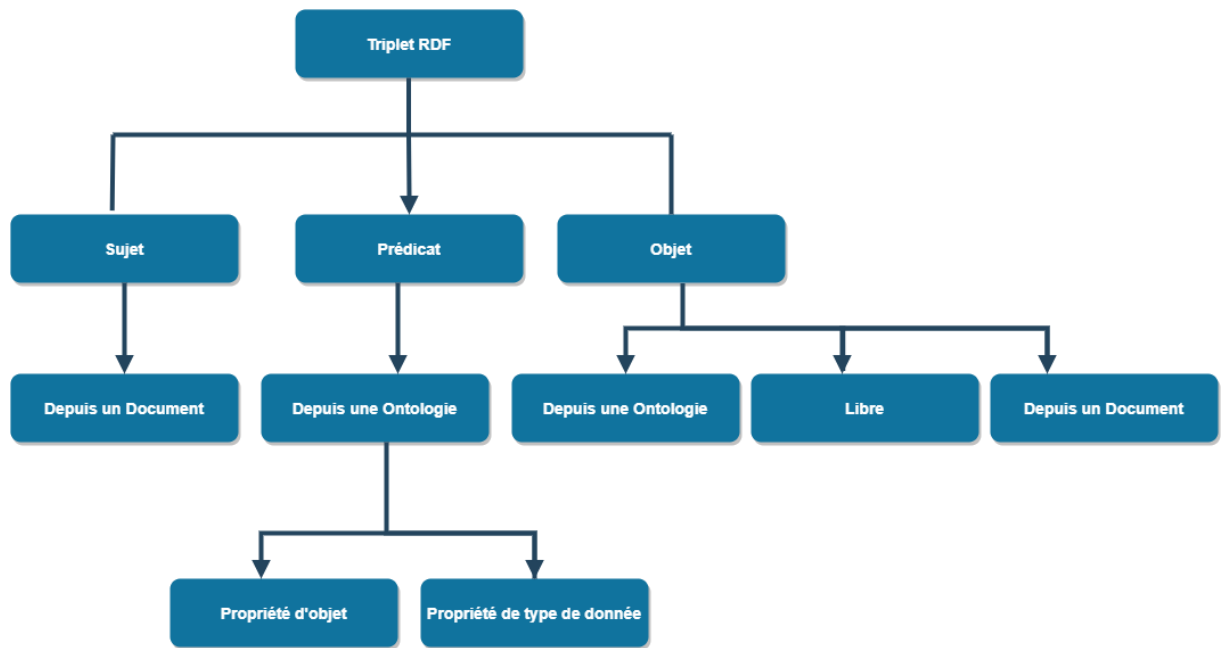 Triplet RDF
Sujet
Prédicat
Objet
Depuis un Document
Depuis une Ontologie
Depuis une Ontologie
Libre
Depuis un Document
Propriété d'objet
Propriété de type de donnée